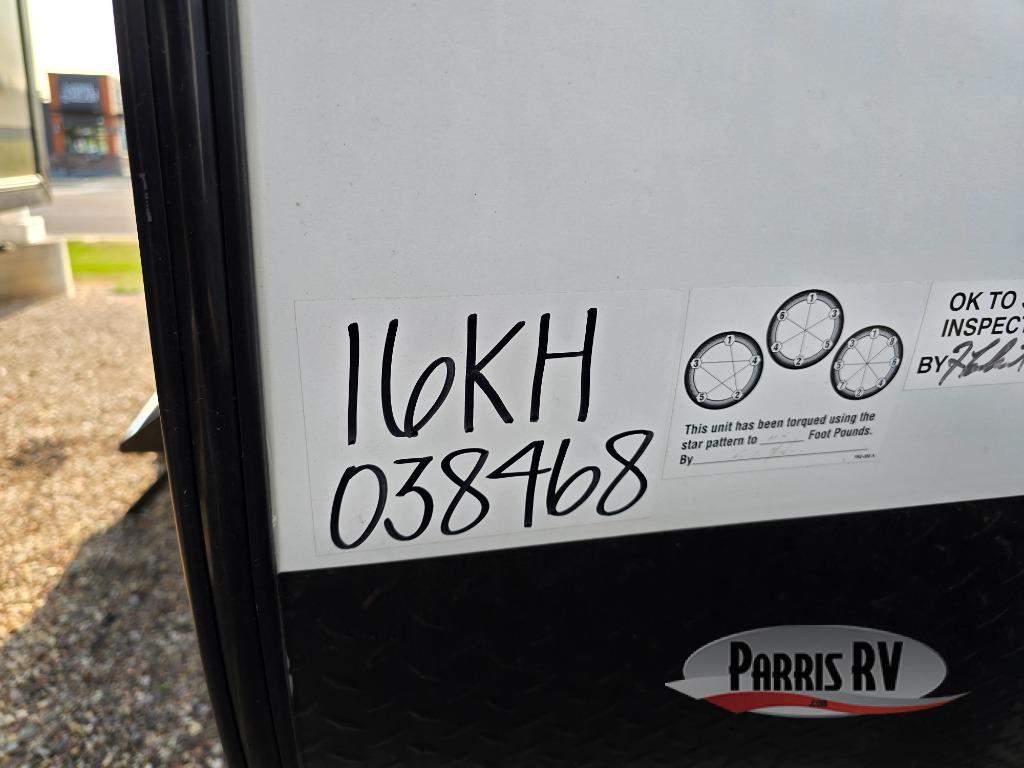 16KH
038468
This unit has been torqued using the
star pattern to Foot Pounds.
By
OK TO
INSPECT
BY
PARRIS RV
.com